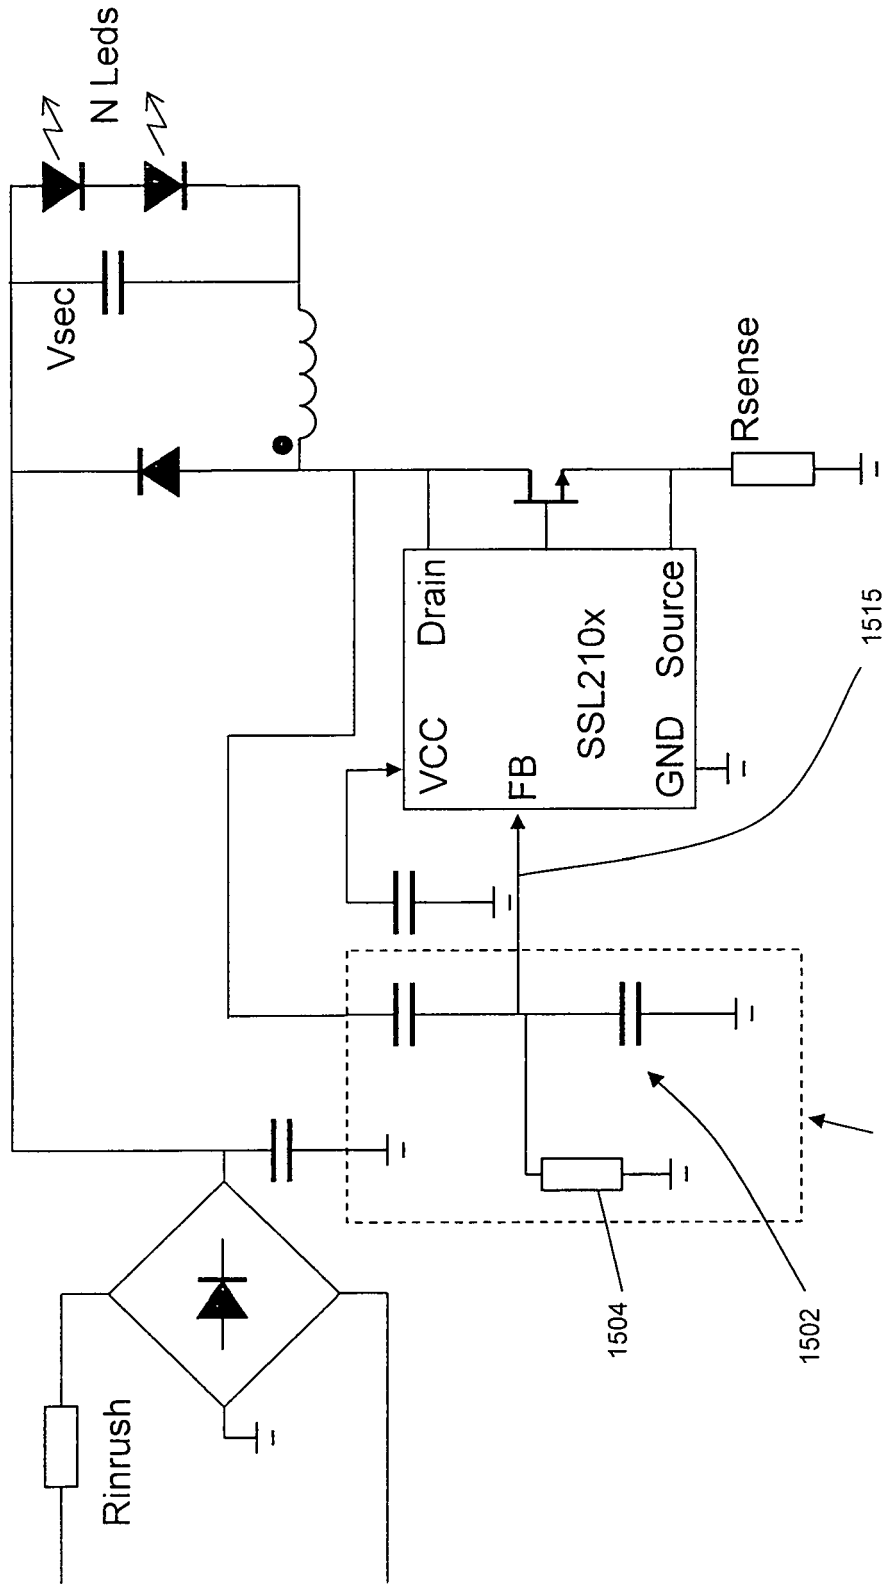 N Leds
Vsec
Rinrush
Rsense
VCC
Drain
FB
SSL210x
GND
Source
1515
1504
1502